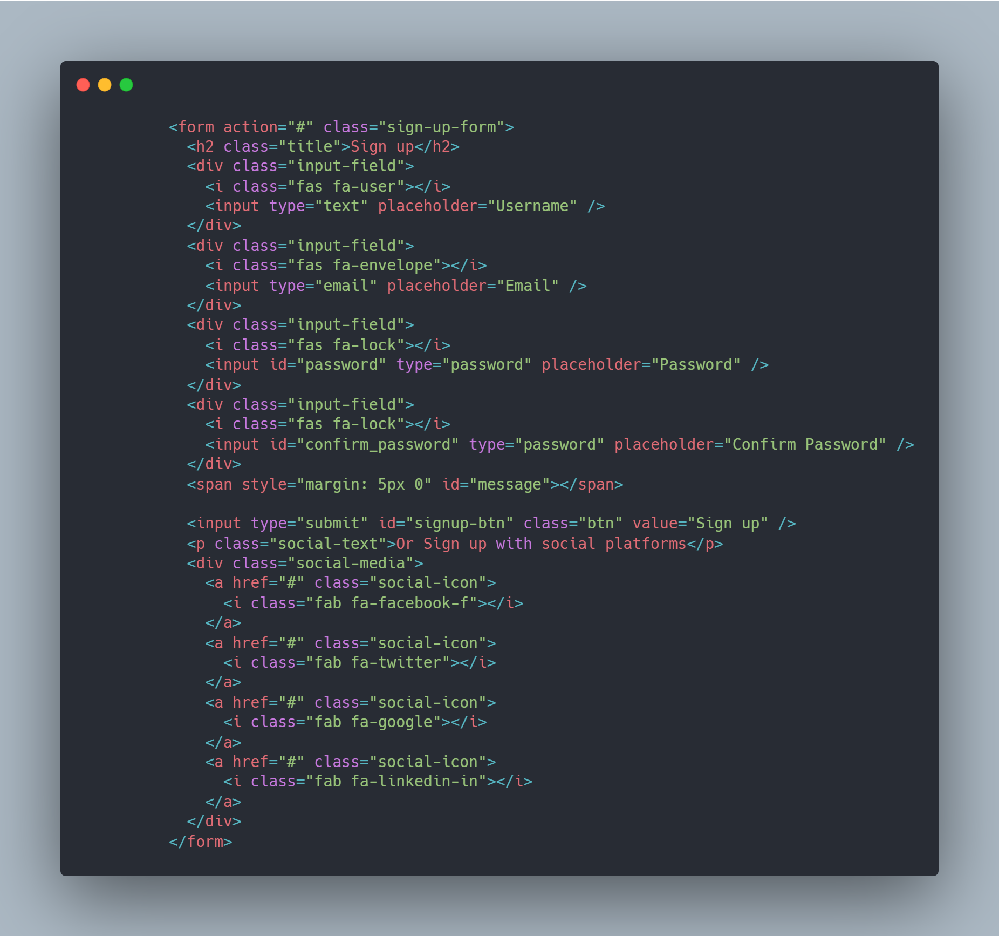 <form action="#" class="sign-up-form">
  <h2 class="title">Sign up</h2>
  <div class="input-field">
    <i class="fas fa-user"></i>
    <input type="text" placeholder="Username" />
  </div>
  <div class="input-field">
    <i class="fas fa-envelope"></i>
    <input type="email" placeholder="Email" />
  </div>
  <div class="input-field">
    <i class="fas fa-lock"></i>
    <input id="password" type="password" placeholder="Password" />
  </div>
  <div class="input-field">
    <i class="fas fa-lock"></i>
    <input id="confirm_password" type="password" placeholder="Confirm Password" />
  </div>
  <span style="margin: 5px 0" id="message"></span>

  <input type="submit" id="signup-btn" class="btn" value="Sign up" />
  <p class="social-text">Or Sign up with social platforms</p>
  <div class="social-media">
    <a href="#" class="social-icon">
      <i class="fab fa-facebook-f"></i>
    </a>
    <a href="#" class="social-icon">
      <i class="fab fa-twitter"></i>
    </a>
    <a href="#" class="social-icon">
      <i class="fab fa-google"></i>
    </a>
    <a href="#" class="social-icon">
      <i class="fab fa-linkedin-in"></i>
    </a>
  </div>
</form>